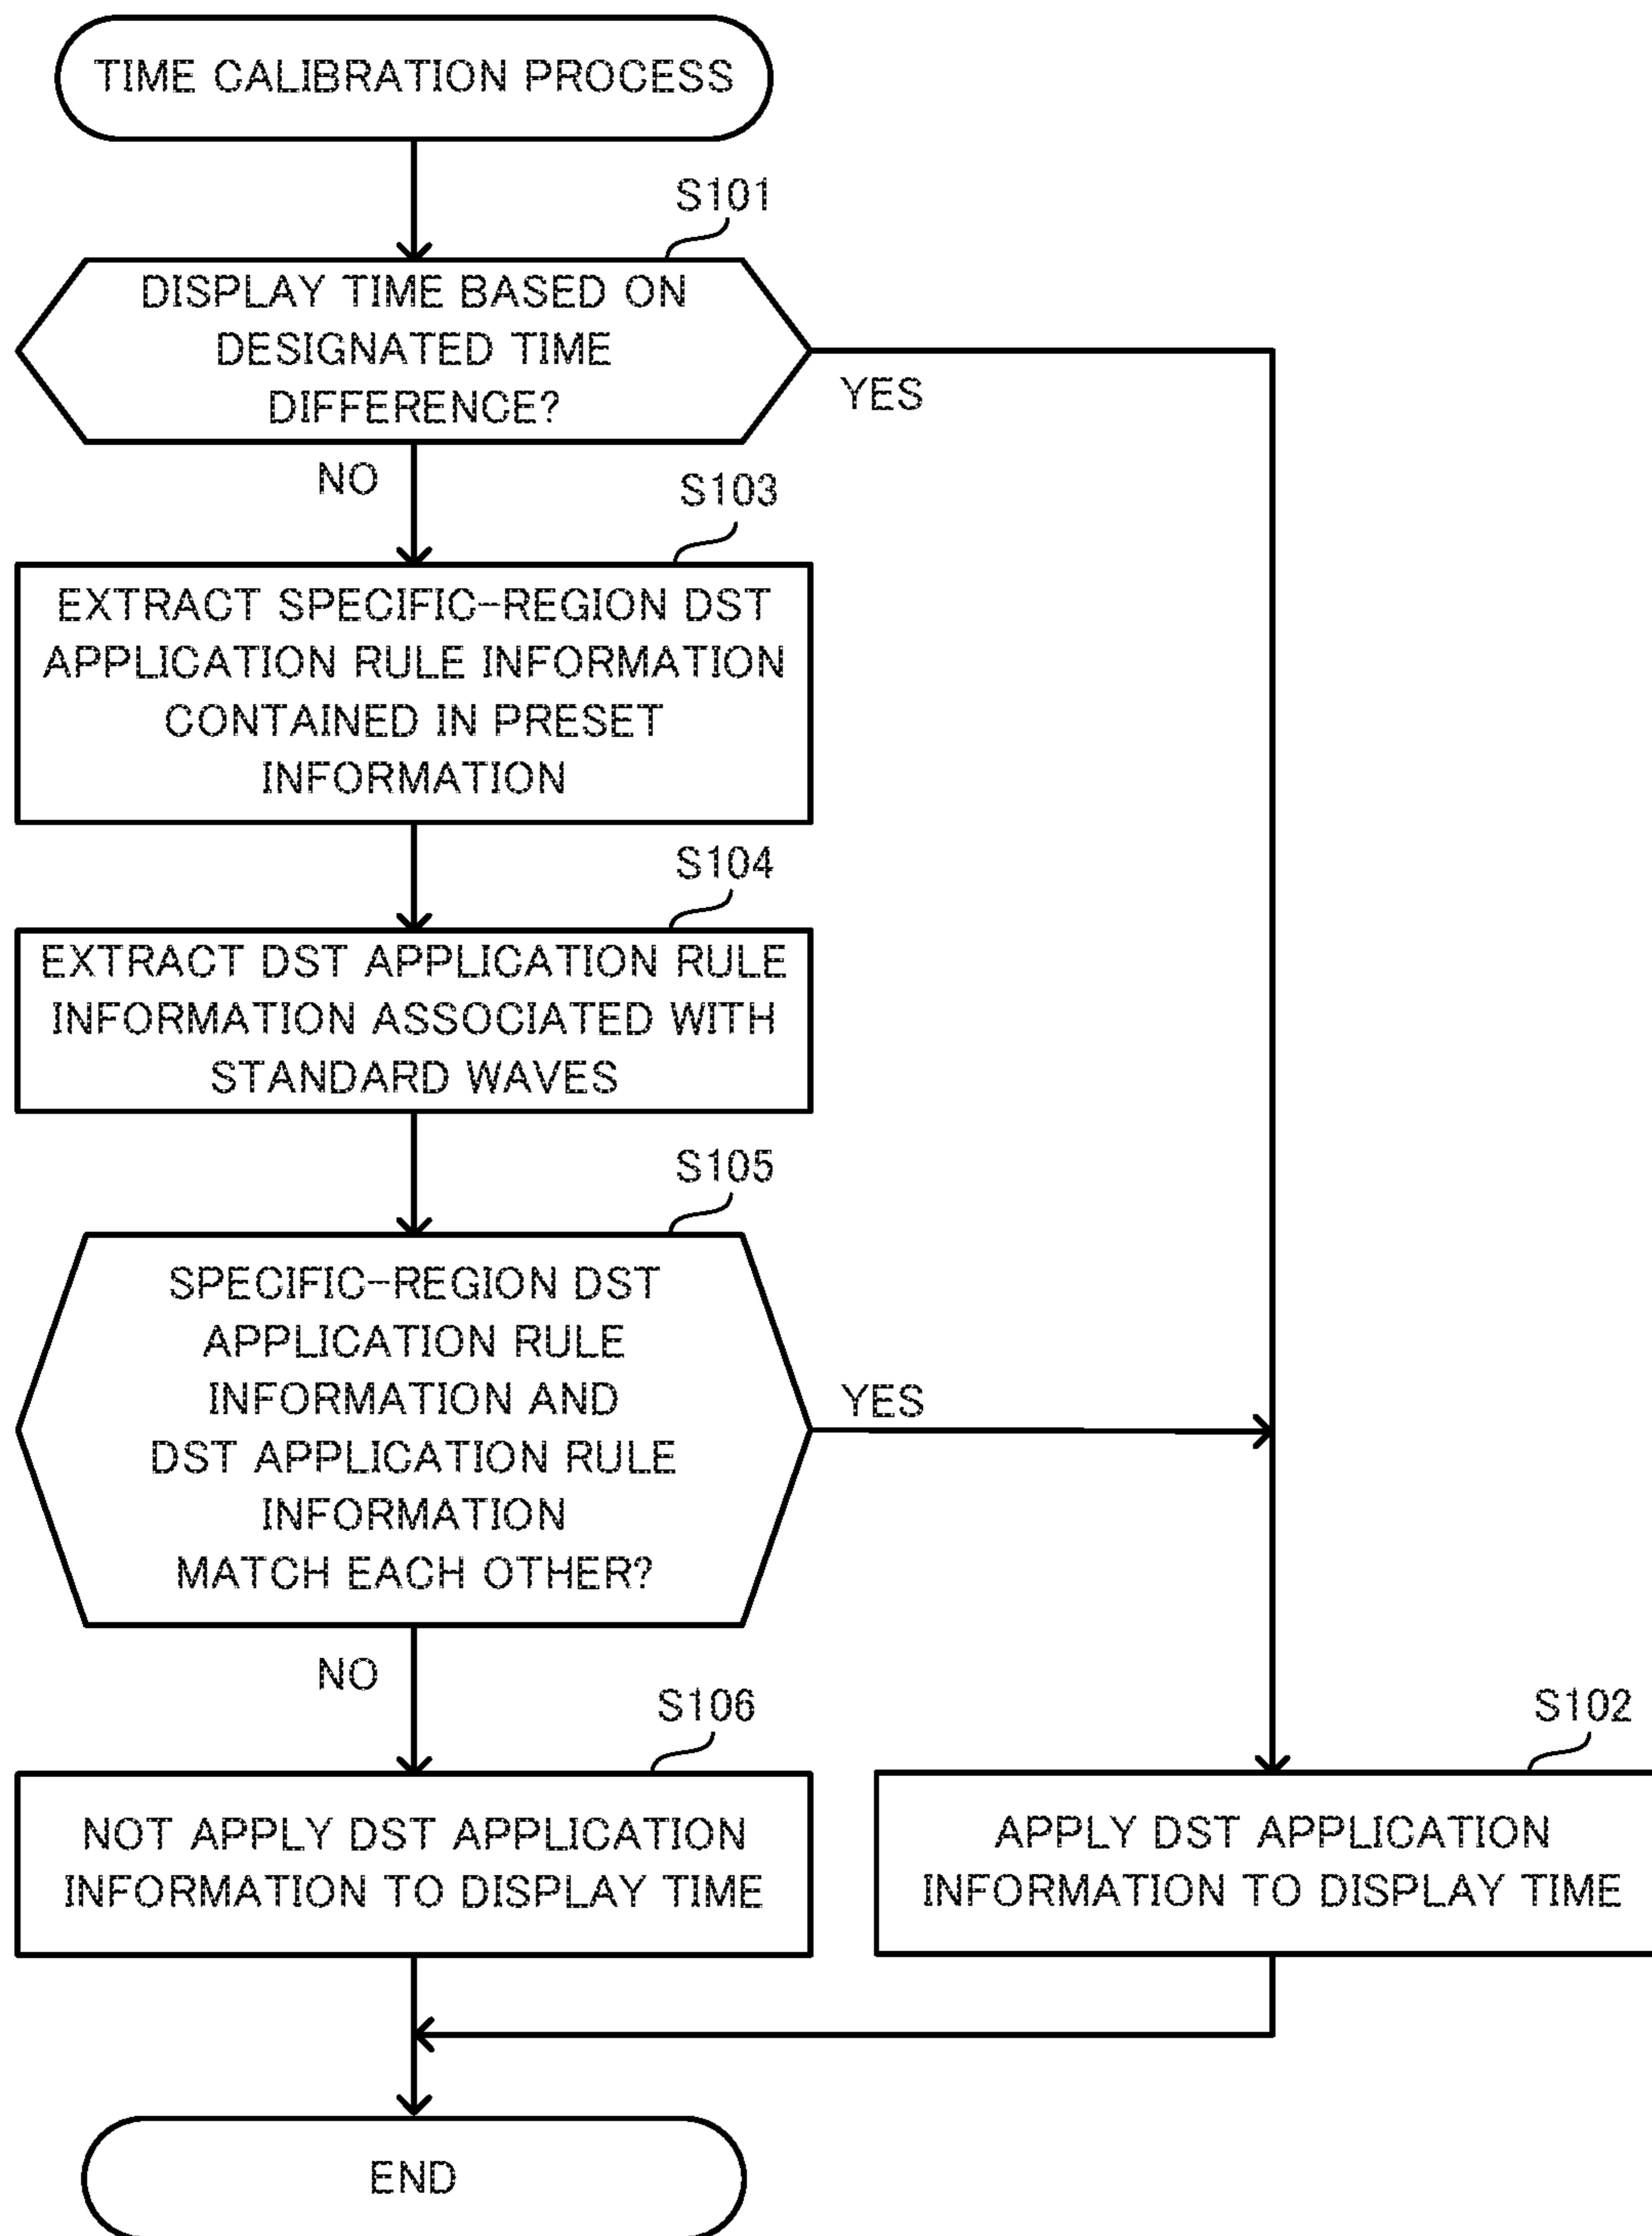 TIME CALIBRATION PROCESS
S101
DISPLAY TIME BASED ON
DESIGNATED TIME
DIFFERENCE?
YES
NO
S103
EXTRACT SPECIFIC-REGION DST
APPLICATION RULE INFORMATION
CONTAINED IN PRESET
INFORMATION
S104
EXTRACT DST APPLICATION RULE
INFORMATION ASSOCIATED WITH
STANDARD WAVES
S105
SPECIFIC-REGION DST
APPLICATION RULE
INFORMATION AND
DST APPLICATION RULE
INFORMATION
MATCH EACH OTHER?
YES
NO
S106
NOT APPLY DST APPLICATION
INFORMATION TO DISPLAY TIME
S102
APPLY DST APPLICATION
INFORMATION TO DISPLAY TIME
END